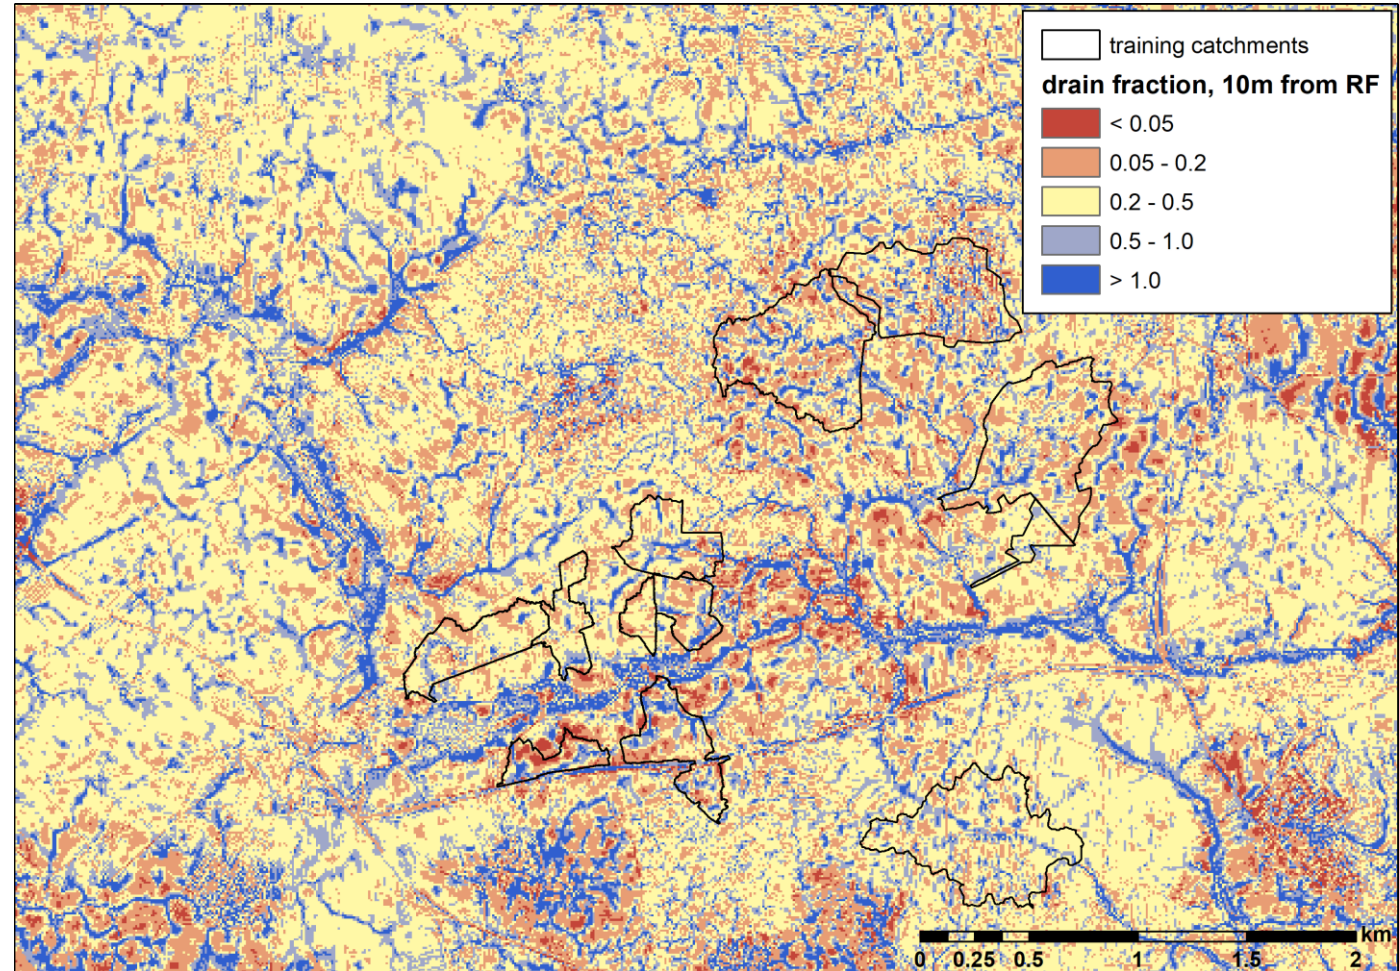 training catchments
drain fraction, 10m from RF
< 0.05
0.05 - 0.2
0.2 - 0.5
0.5 - 1.0
> 1.0
km
0 0.25 0.5 1 1.5 2